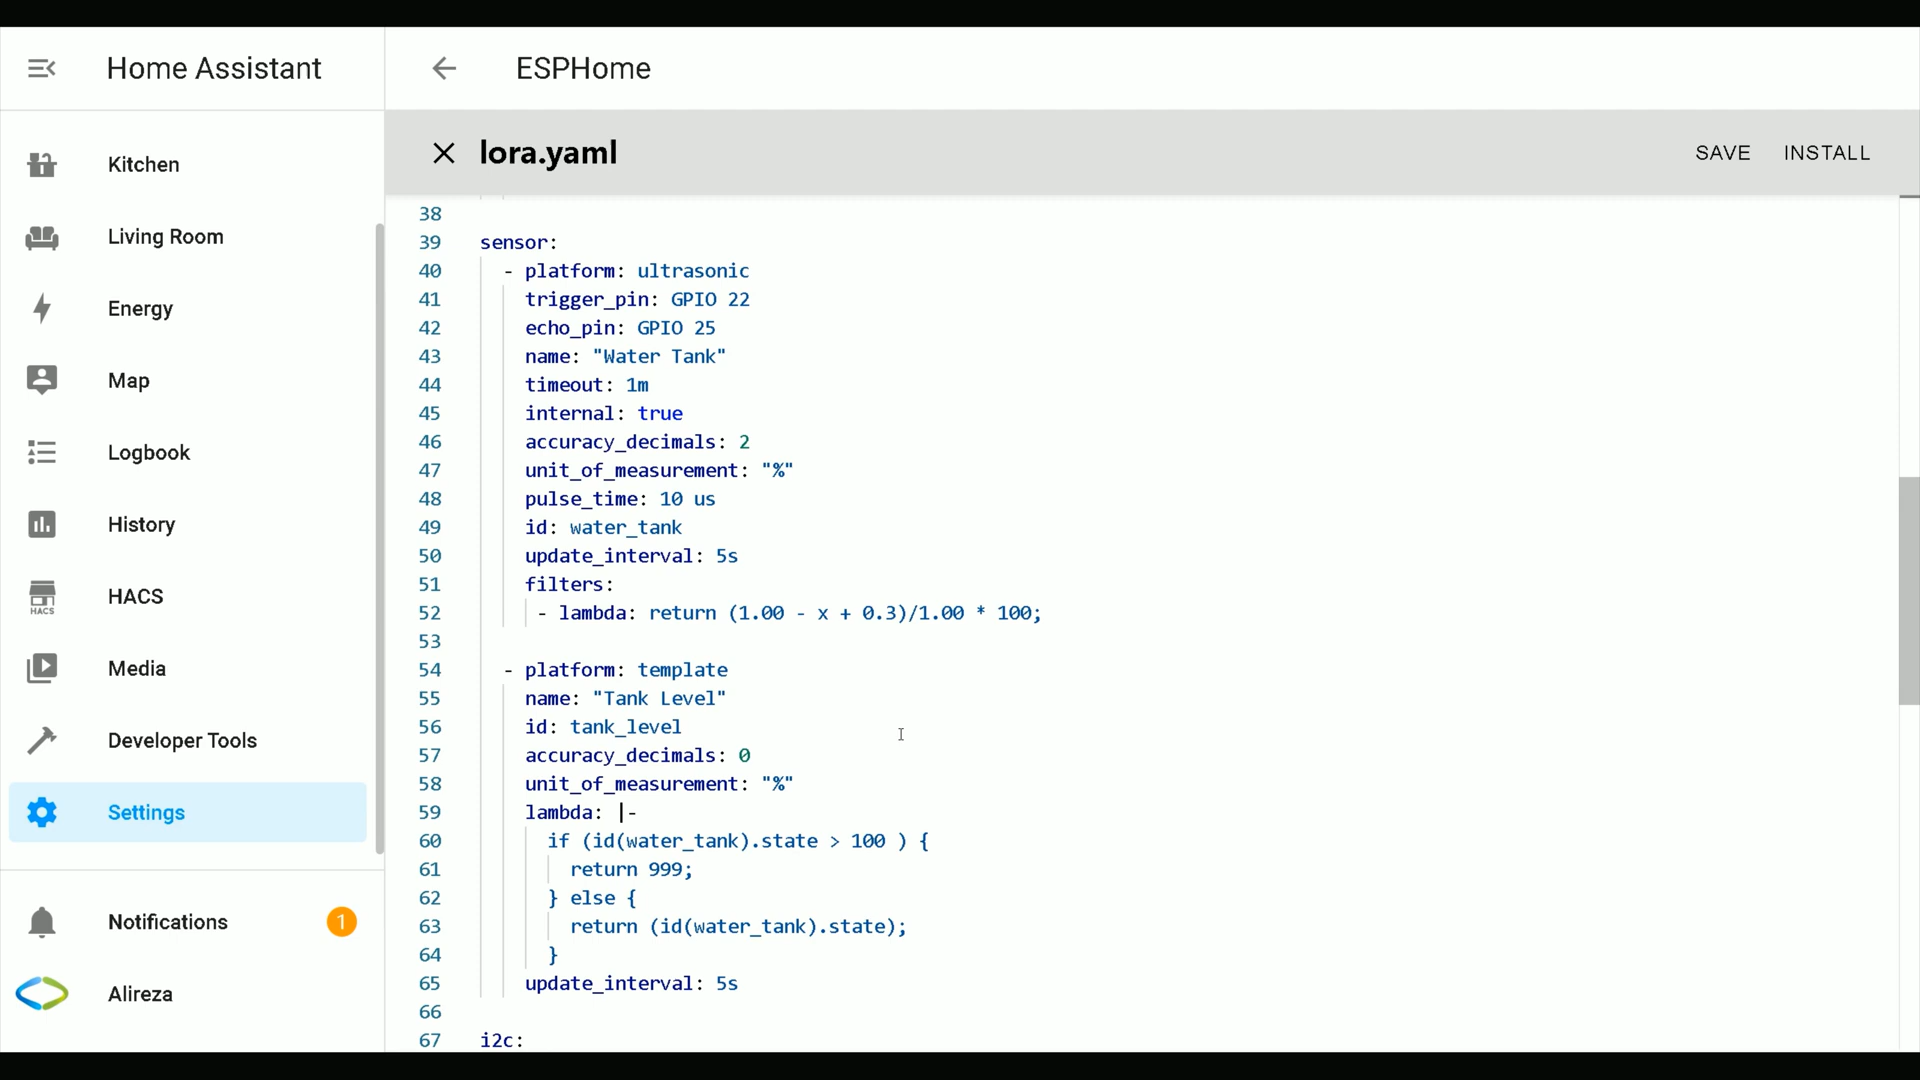 Home Assistant
ESPHome
lora.yaml
SAVE
INSTALL
Kitchen
Living Room
Energy
Map
Logbook
History
HACS
HACS
Media
Developer Tools
Settings
Notifications
1
Alireza
38
39 sensor:
40 - platform: ultrasonic
41 trigger_pin: GPIO 22
42 echo_pin: GPIO 25
43 name: "Water Tank"
44 timeout: 1m
45 internal: true
46 accuracy_decimals: 2
47 unit_of_measurement: "%"
48 pulse_time: 10 us
49 id: water_tank
50 update_interval: 5s
51 filters:
52 - lambda: return (1.00 - x + 0.3)/1.00 * 100;
53
54 - platform: template
55 name: "Tank Level"
56 id: tank_level
57 accuracy_decimals: 0
58 unit_of_measurement: "%"
59 lambda: |-
60 if (id(water_tank).state > 100 ) {
61 return 999;
62 } else {
63 return (id(water_tank).state);
64 }
65 update_interval: 5s
66
67 i2c: